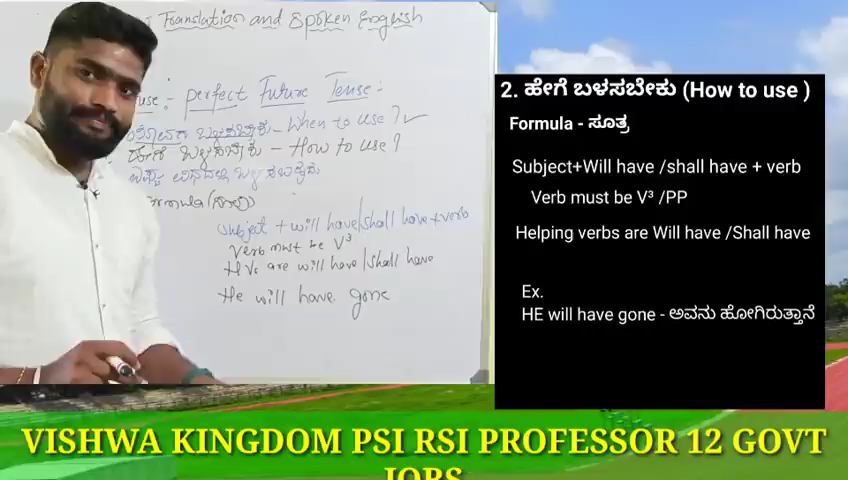 Translation and Spoken English
:- perfect Future Tense :-
ಬಳಸಬೇಕು - When to use? ✓
ಹೇಗೆ ಬಳಸಬೇಕು - How to use?
Subject + will have/shall have + verb
Verb must be V³
HVs are will have/shall have
He will have gone
2. ಹೇಗೆ ಬಳಸಬೇಕು (How to use )
Formula - ಸೂತ್ರ
Subject+Will have /shall have + verb
Verb must be V³ /PP
Helping verbs are Will have /Shall have
Ex.
HE will have gone - ಅವನು ಹೋಗಿರುತ್ತಾನೆ
VISHWA KINGDOM PSI RSI PROFESSOR 12 GOVT
JOBS